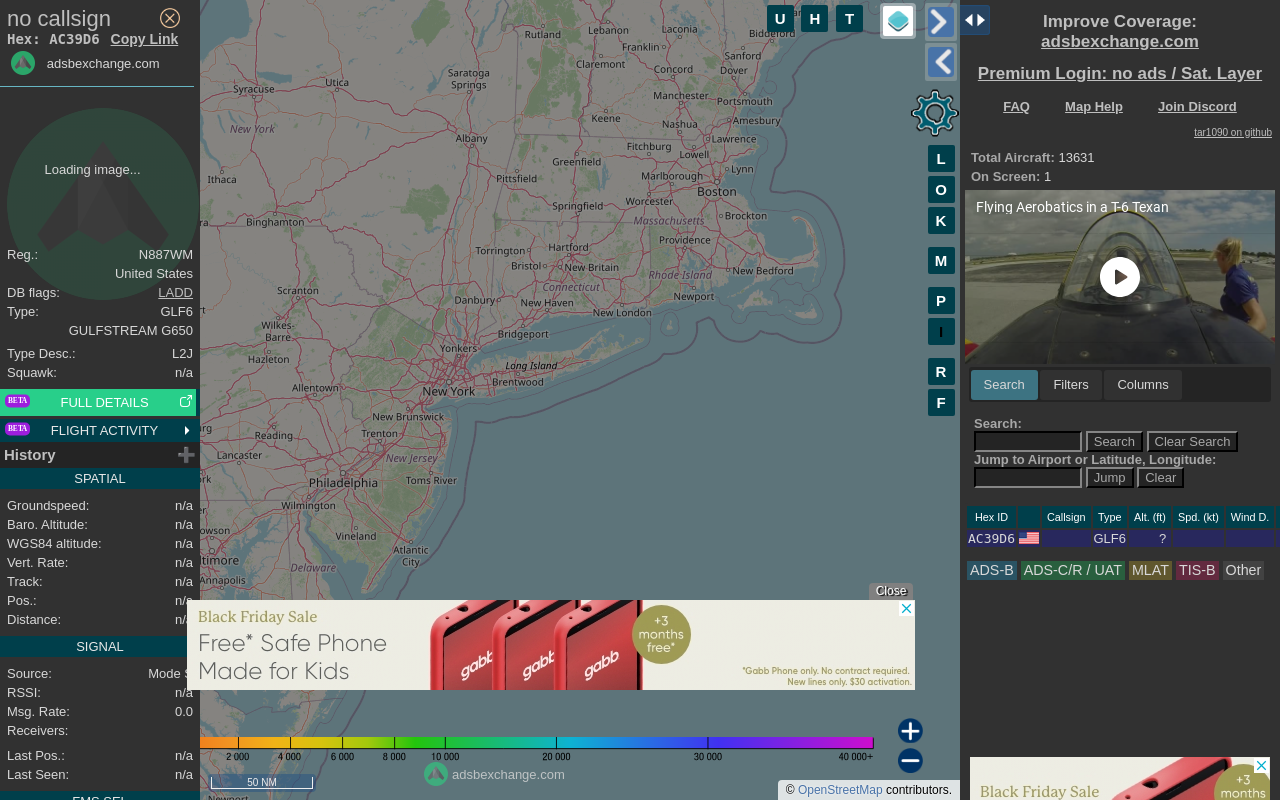 no callsign
Hex: AC39D6 Copy Link
adsbexchange.com
Loading image...
Reg.: N887WM
United States
DB flags: LADD
Type: GLF6
GULFSTREAM G650
Type Desc.: L2J
Squawk: n/a
BETA FULL DETAILS
BETA FLIGHT ACTIVITY
History
SPATIAL
Groundspeed: n/a
Baro. Altitude: n/a
WGS84 altitude: n/a
Vert. Rate: n/a
Track: n/a
Pos.: n/a
Distance: n/a
SIGNAL
Source: Mode S
RSSI: n/a
Msg. Rate: 0.0
Receivers:
Last Pos.: n/a
Last Seen: n/a
FMS SEL
U H T
L
O
K
M
P
I
R
F
Rutland
Lebanon
Laconia
Biddeford
Franklin
Sanford
Claremont
Concord
Dover
Saratoga
Springs
Utica
Syracuse
Manchester
Portsmouth
Keene
Nashua
Amesbury
New York
Albany
Lawrence
Fitchburg
Lowell
Greenfield
Lynn
Ithaca
Pittsfield
Marlborough
Boston
Worcester
Springfield
Massachusetts
Brockton
Binghamton
Providence
Torrington
Hartford
Bristol
New Britain
New Bedford
Rhode Island
Connecticut
Scranton
Danbury
New Haven
New London
Newport
Wilkes-
Barre
Bridgeport
Yonkers
Hazleton
Long Island
Allentown
New York
Brentwood
New Brunswick
Reading
Trenton
Lancaster
New Jersey
Philadelphia
Toms River
Wilmington
Vineland
Atlantic
City
Annapolis
Delaware
Close
Black Friday Sale
Free* Safe Phone
Made for Kids
gabb gabb gabb
+3
months
free*
*Gabb Phone only. No contract required.
New lines only. $30 activation.
2 000 4 000 6 000 8 000 10 000 20 000 30 000 40 000+
adsbexchange.com
50 NM
© OpenStreetMap contributors.
Newport
Improve Coverage:
adsbexchange.com
Premium Login: no ads / Sat. Layer
FAQ Map Help Join Discord
tar1090 on github
Total Aircraft: 13631
On Screen: 1
Flying Aerobatics in a T-6 Texan
Search Filters Columns
Search:
Search Clear Search
Jump to Airport or Latitude, Longitude:
Jump Clear
Hex ID Callsign Type Alt. (ft) Spd. (kt) Wind D.
AC39D6 GLF6 ?
ADS-B ADS-C/R / UAT MLAT TIS-B Other
Black Friday Sale
+3
months